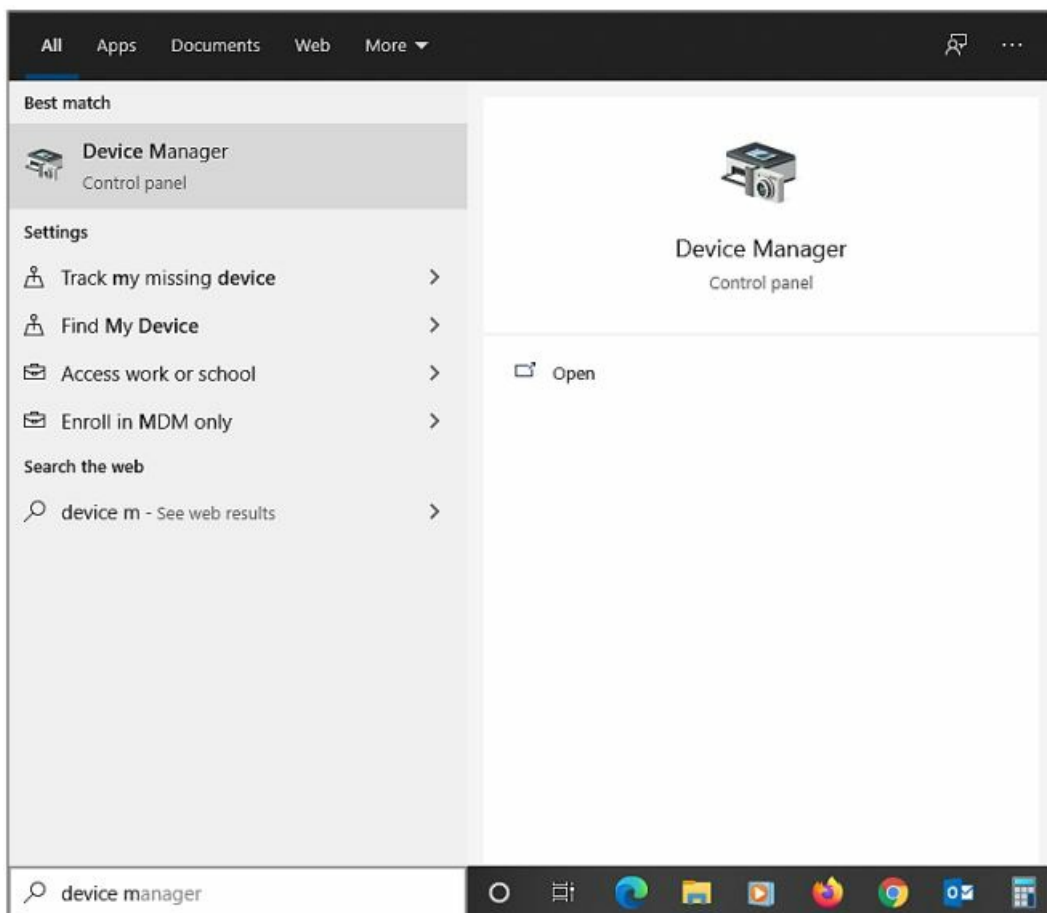 All Apps Documents Web More
Best match
Device Manager
Control panel
Settings
Track my missing device
Find My Device
Access work or school
Enroll in MDM only
Search the web
device m - See web results
Device Manager
Control panel
Open
device manager